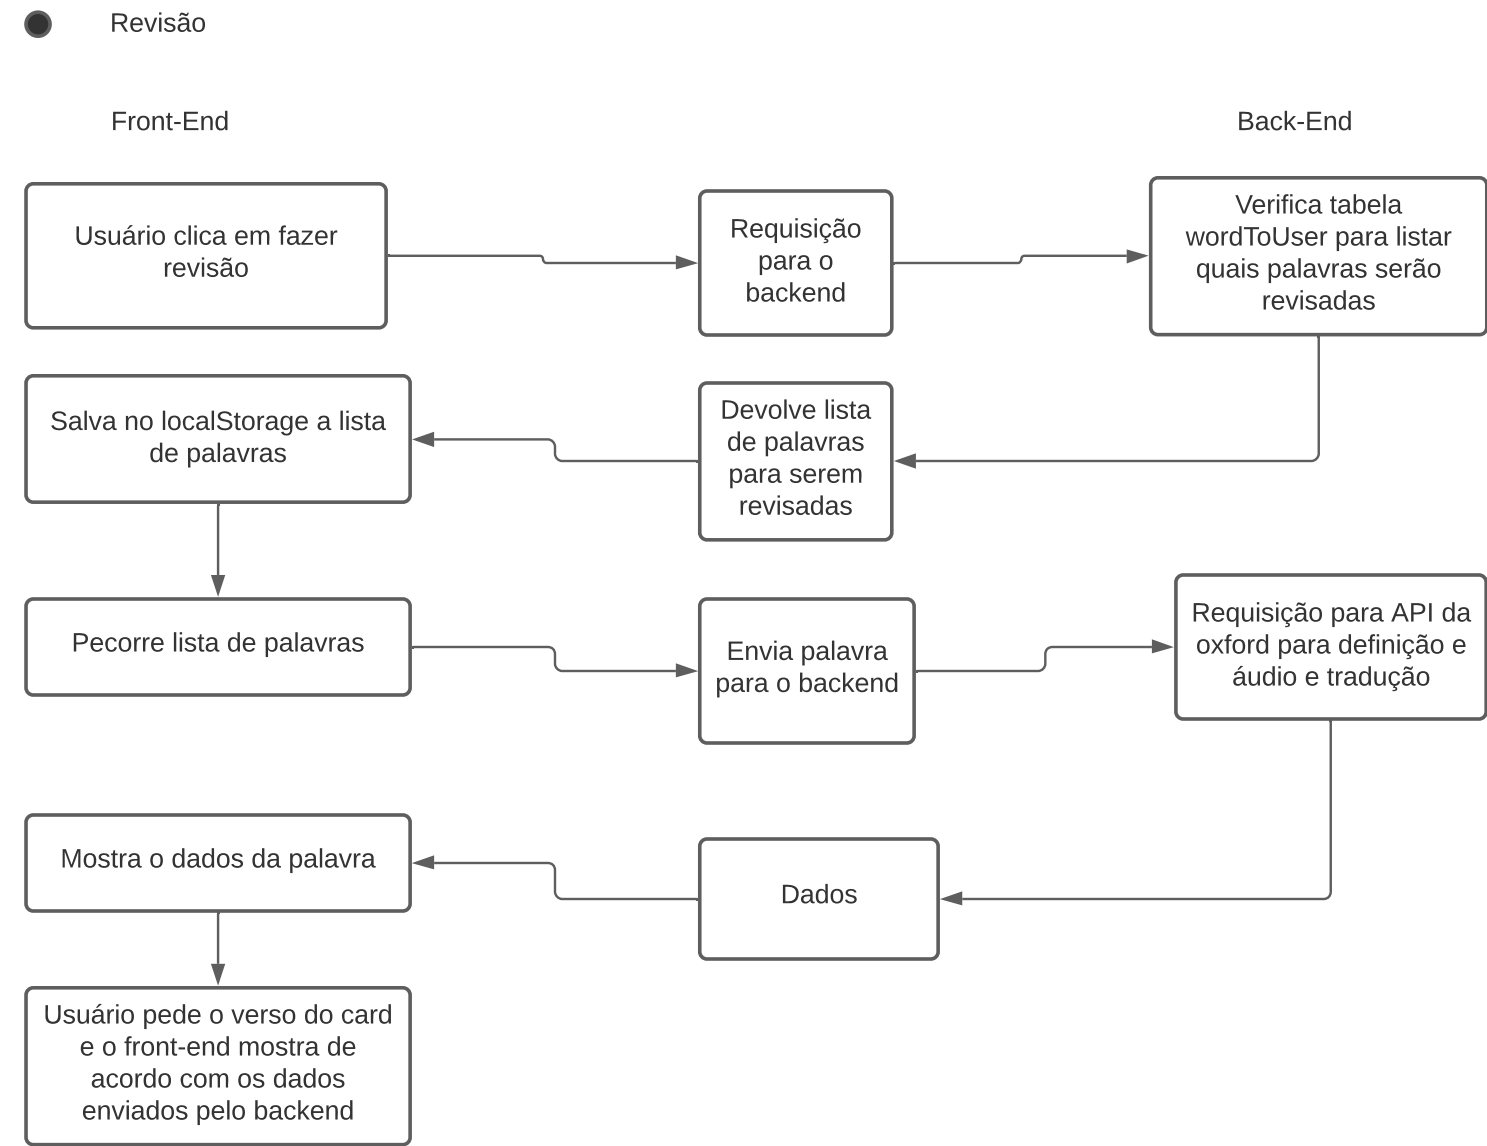 Revisão
Front-End
Back-End
Usuário clica em fazer
revisão
Requisição
para o
backend
Verifica tabela
wordToUser para listar
quais palavras serão
revisadas
Salva no localStorage a lista
de palavras
Devolve lista
de palavras
para serem
revisadas
Pecorre lista de palavras
Envia palavra
para o backend
Requisição para API da
oxford para definição e
áudio e tradução
Mostra o dados da palavra
Dados
Usuário pede o verso do card
e o front-end mostra de
acordo com os dados
enviados pelo backend